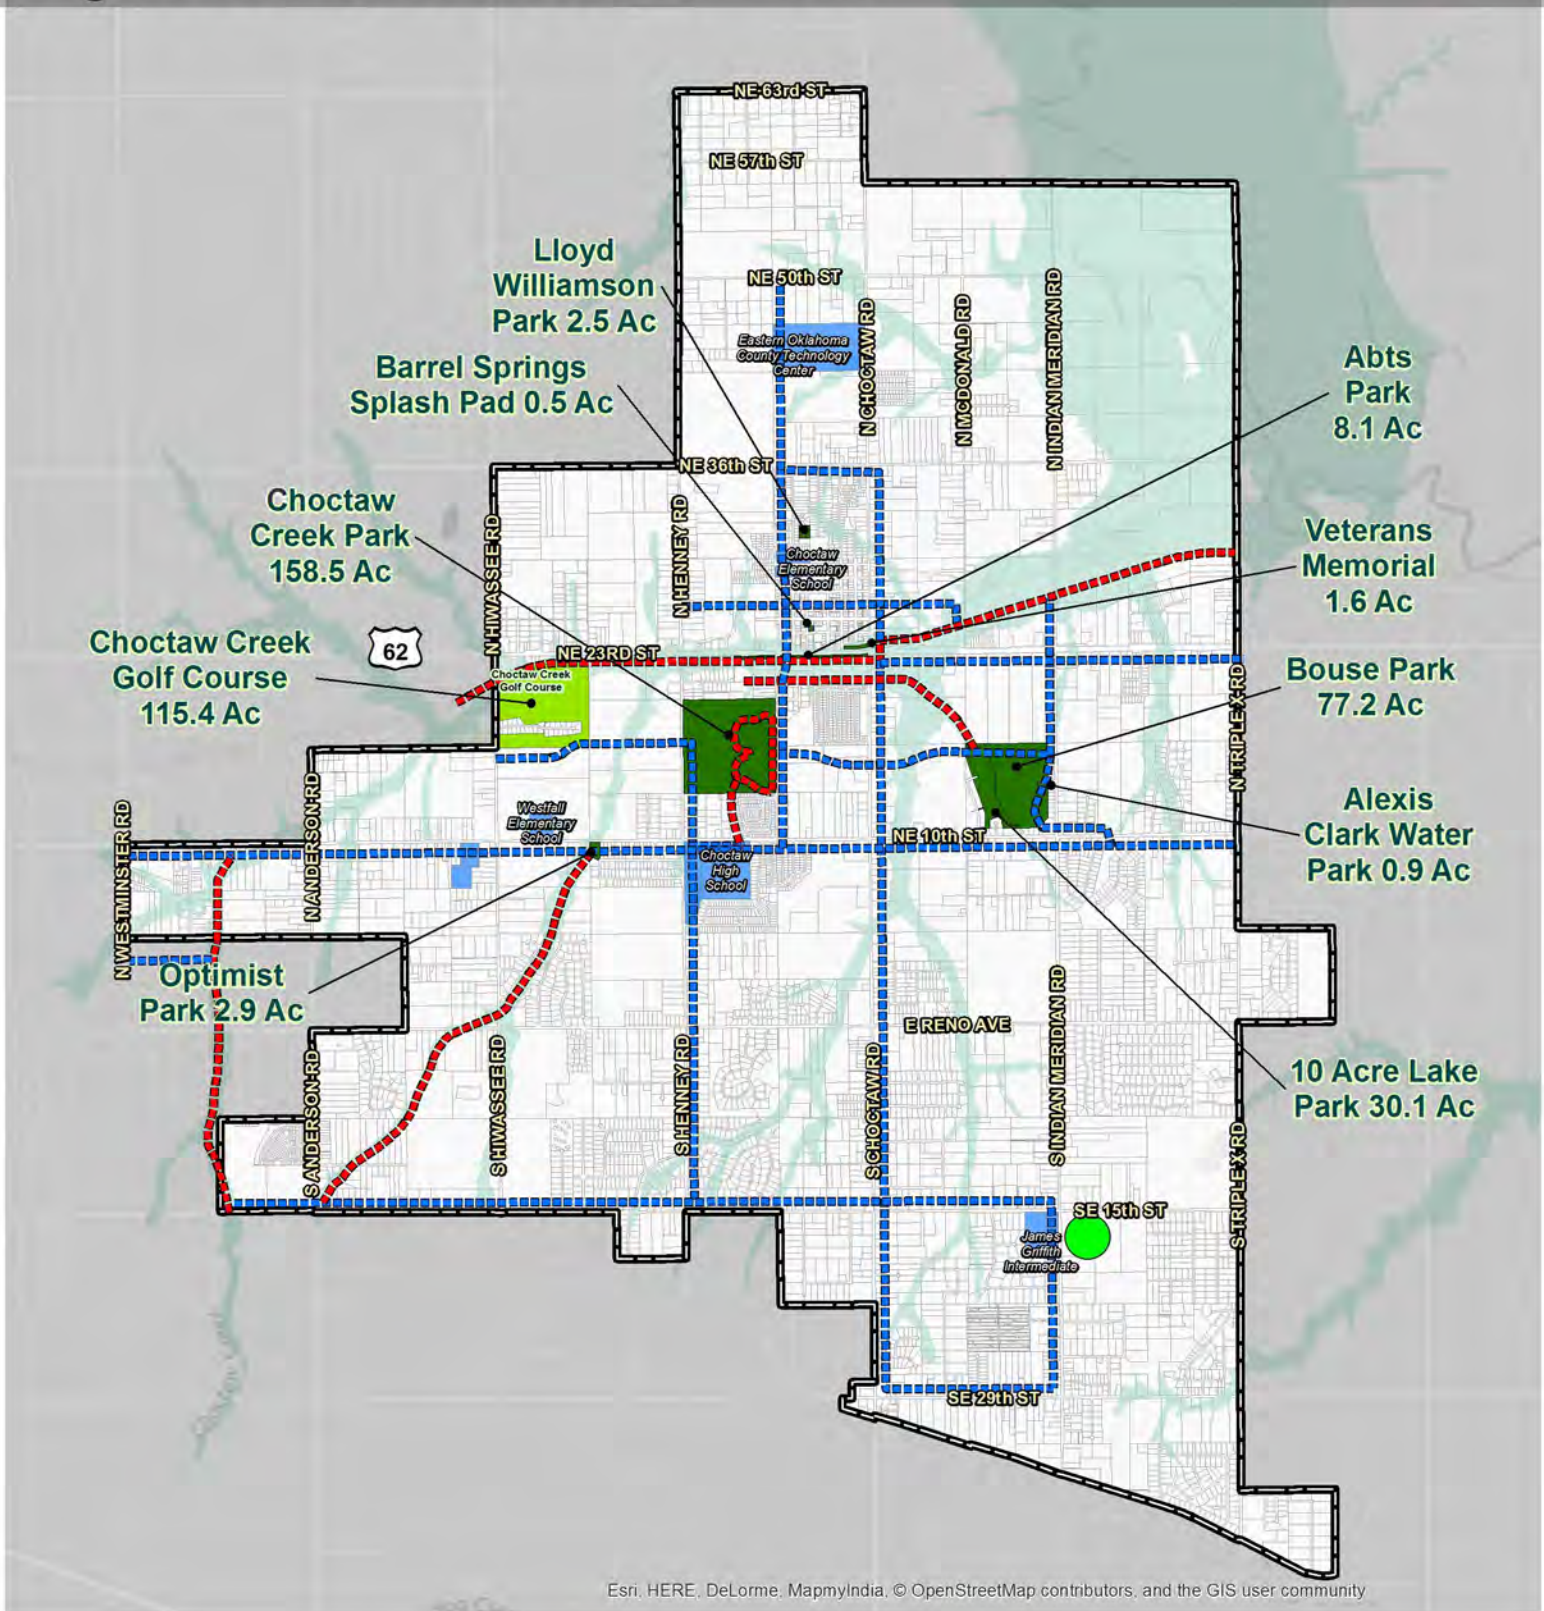 NE 63rd ST
NE 57th ST
Lloyd
Williamson
Park 2.5 Ac
NE 50th ST
N CHOCTAW RD
N MCDONALD RD
N INDIAN MERIDIAN RD
Eastern Oklahoma
County Technology
Center
Barrel Springs
Splash Pad 0.5 Ac
Abts
Park
8.1 Ac
NE 36th ST
Choctaw
Creek Park
158.5 Ac
N HIWASSEE RD
N HENNEY RD
Choctaw
Elementary
School
Veterans
Memorial
1.6 Ac
Choctaw Creek
Golf Course
115.4 Ac
62
NE 23RD ST
Choctaw Creek
Golf Course
Bouse Park
77.2 Ac
N TRIPLE X RD
N WESTMINSTER RD
N ANDERSON RD
Westfall
Elementary
School
NE 10th ST
Alexis
Clark Water
Park 0.9 Ac
Choctaw
High
School
Optimist
Park 2.9 Ac
E RENO AVE
S ANDERSON RD
S HIWASSEE RD
S HENNEY RD
S CHOCTAW RD
S INDIAN MERIDIAN RD
10 Acre Lake
Park 30.1 Ac
S TRIPLE X RD
SE 15th ST
James
Griffith
Intermediate
SE 29th ST
Esri, HERE, DeLorme, MapmyIndia, © OpenStreetMap contributors, and the GIS user community